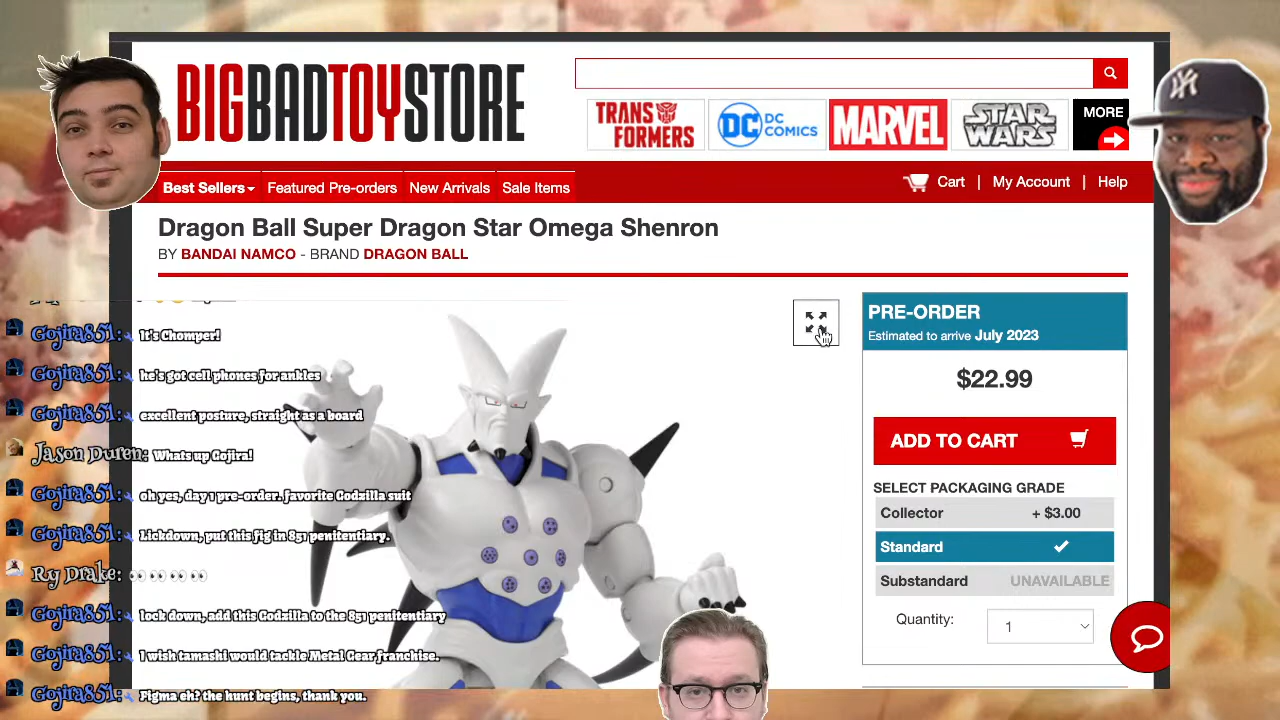 BIGBADTOYSTORE
TRANS
FORMERS
DC
DC COMICS
MARVEL
STAR WARS
MORE
Best Sellers
Featured Pre-orders
New Arrivals
Sale Items
Cart | My Account | Help
Dragon Ball Super Dragon Star Omega Shenron
BY BANDAI NAMCO - BRAND DRAGON BALL
PRE-ORDER
Estimated to arrive July 2023
$22.99
ADD TO CART
SELECT PACKAGING GRADE
Collector + $3.00
Standard
Substandard UNAVAILABLE
Quantity: 1
Gojira851: It's Chomper!
Gojira851: he's got cell phones for ankles
Gojira851: excellent posture, straight as a board
Jason Duren: Whats up Gojira!
Gojira851: oh yes, day 1 pre-order. favorite Godzilla suit
Gojira851: Lickdown, put this fig in 851 penitentiary.
Ry Drake: 👀 👀 👀 👀
Gojira851: lock down, add this Godzilla to the 851 penitentiary
Gojira851: I wish tamashi would tackle Metal Gear franchise.
Gojira851: Figma eh? the hunt begins, thank you.